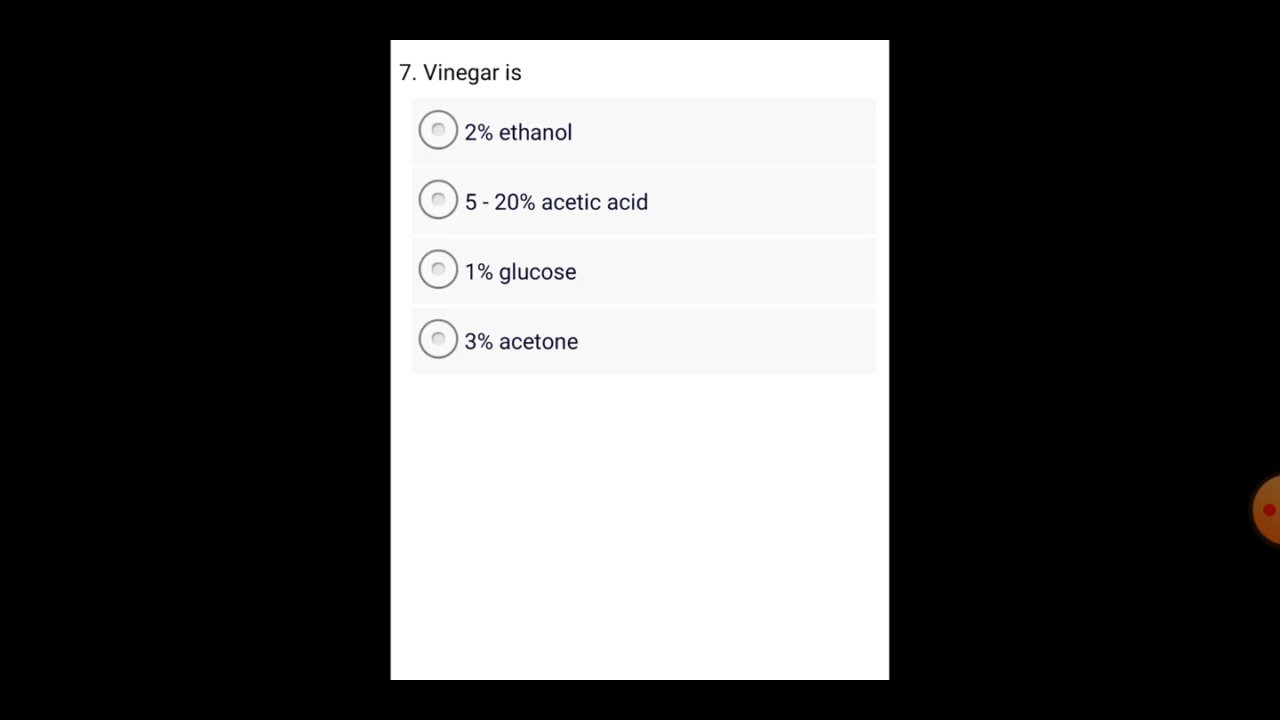 7. Vinegar is
2% ethanol
5 - 20% acetic acid
1% glucose
3% acetone